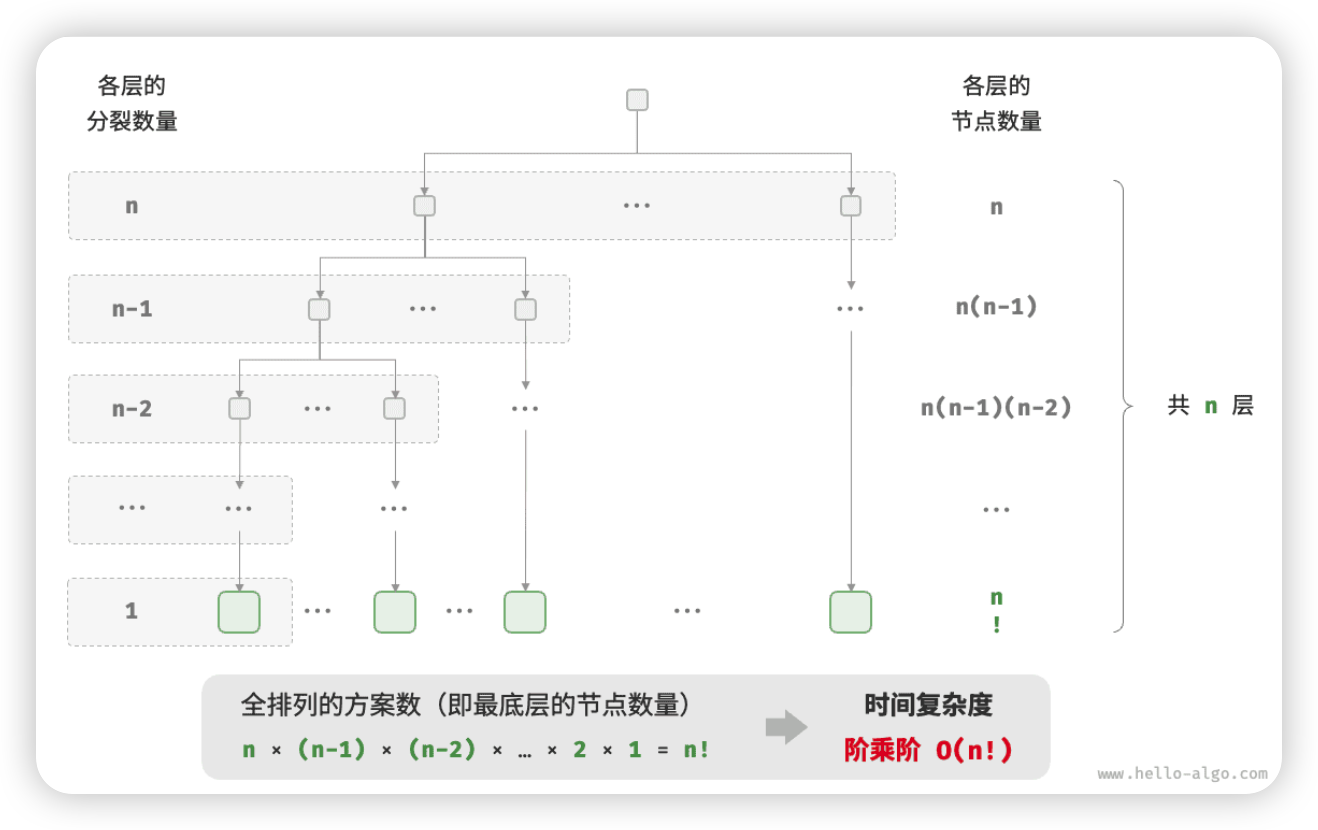 各层的
分裂数量
各层的
节点数量
n
···
n
n-1
···
···
n(n-1)
n-2
···
···
n(n-1)(n-2)
共 n 层
···
···
···
···
1
···
···
···
n
!
全排列的方案数（即最底层的节点数量）
n × (n-1) × (n-2) × … × 2 × 1 = n!
时间复杂度
阶乘阶 O(n!)
www.hello-algo.com